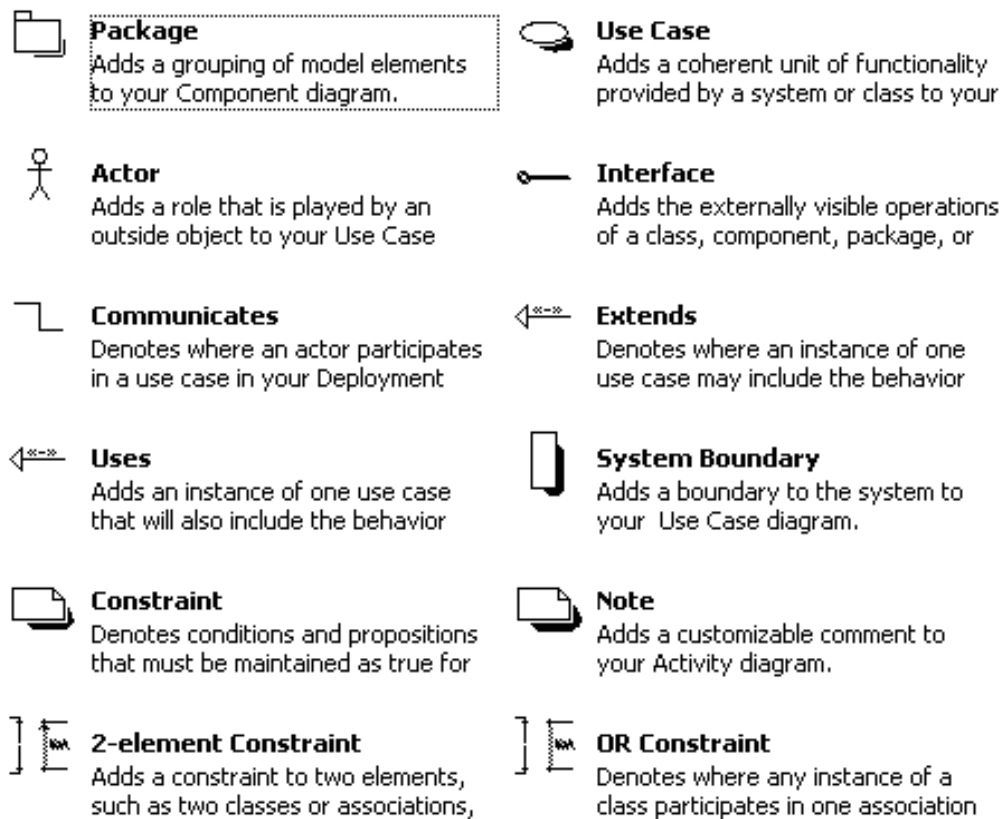 Package
Adds a grouping of model elements
to your Component diagram.
Use Case
Adds a coherent unit of functionality
provided by a system or class to your
Actor
Adds a role that is played by an
outside object to your Use Case
Interface
Adds the externally visible operations
of a class, component, package, or
Communicates
Denotes where an actor participates
in a use case in your Deployment
Extends
Denotes where an instance of one
use case may include the behavior
Uses
Adds an instance of one use case
that will also include the behavior
System Boundary
Adds a boundary to the system to
your  Use Case diagram.
Constraint
Denotes conditions and propositions
that must be maintained as true for
Note
Adds a customizable comment to
your Activity diagram.
2-element Constraint
Adds a constraint to two elements,
such as two classes or associations,
OR Constraint
Denotes where any instance of a
class participates in one association